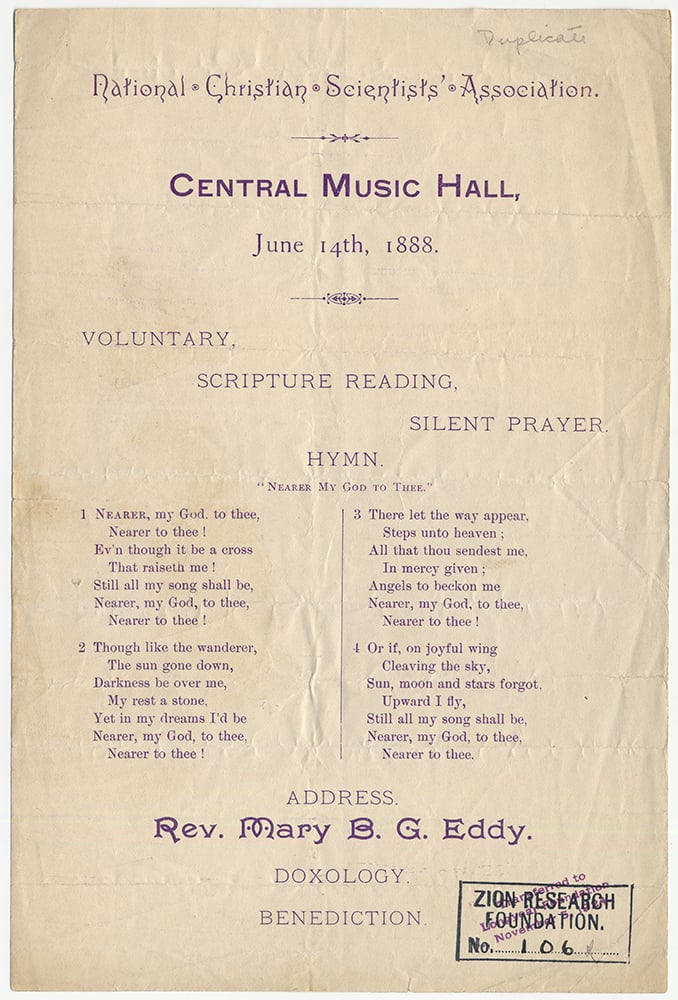 Duplicate
National Christian Scientists' Association.
CENTRAL MUSIC HALL,
June 14th, 1888.
VOLUNTARY,
SCRIPTURE READING,
SILENT PRAYER.
HYMN.
"NEARER MY GOD TO THEE."
1 NEARER, my God. to thee,
Nearer to thee !
Ev'n though it be a cross
That raiseth me !
Still all my song shall be,
Nearer, my God, to thee,
Nearer to thee !
2 Though like the wanderer,
The sun gone down,
Darkness be over me,
My rest a stone,
Yet in my dreams I'd be
Nearer, my God, to thee,
Nearer to thee !
3 There let the way appear,
Steps unto heaven ;
All that thou sendest me,
In mercy given ;
Angels to beckon me
Nearer, my God, to thee,
Nearer to thee !
4 Or if, on joyful wing
Cleaving the sky,
Sun, moon and stars forgot,
Upward I fly,
Still all my song shall be,
Nearer, my God, to thee,
Nearer to thee.
ADDRESS.
Rev. Mary B. G. Eddy.
DOXOLOGY.
BENEDICTION.
ZION RESEARCH
FOUNDATION.
No. 106
Transferred to
Foundation
November